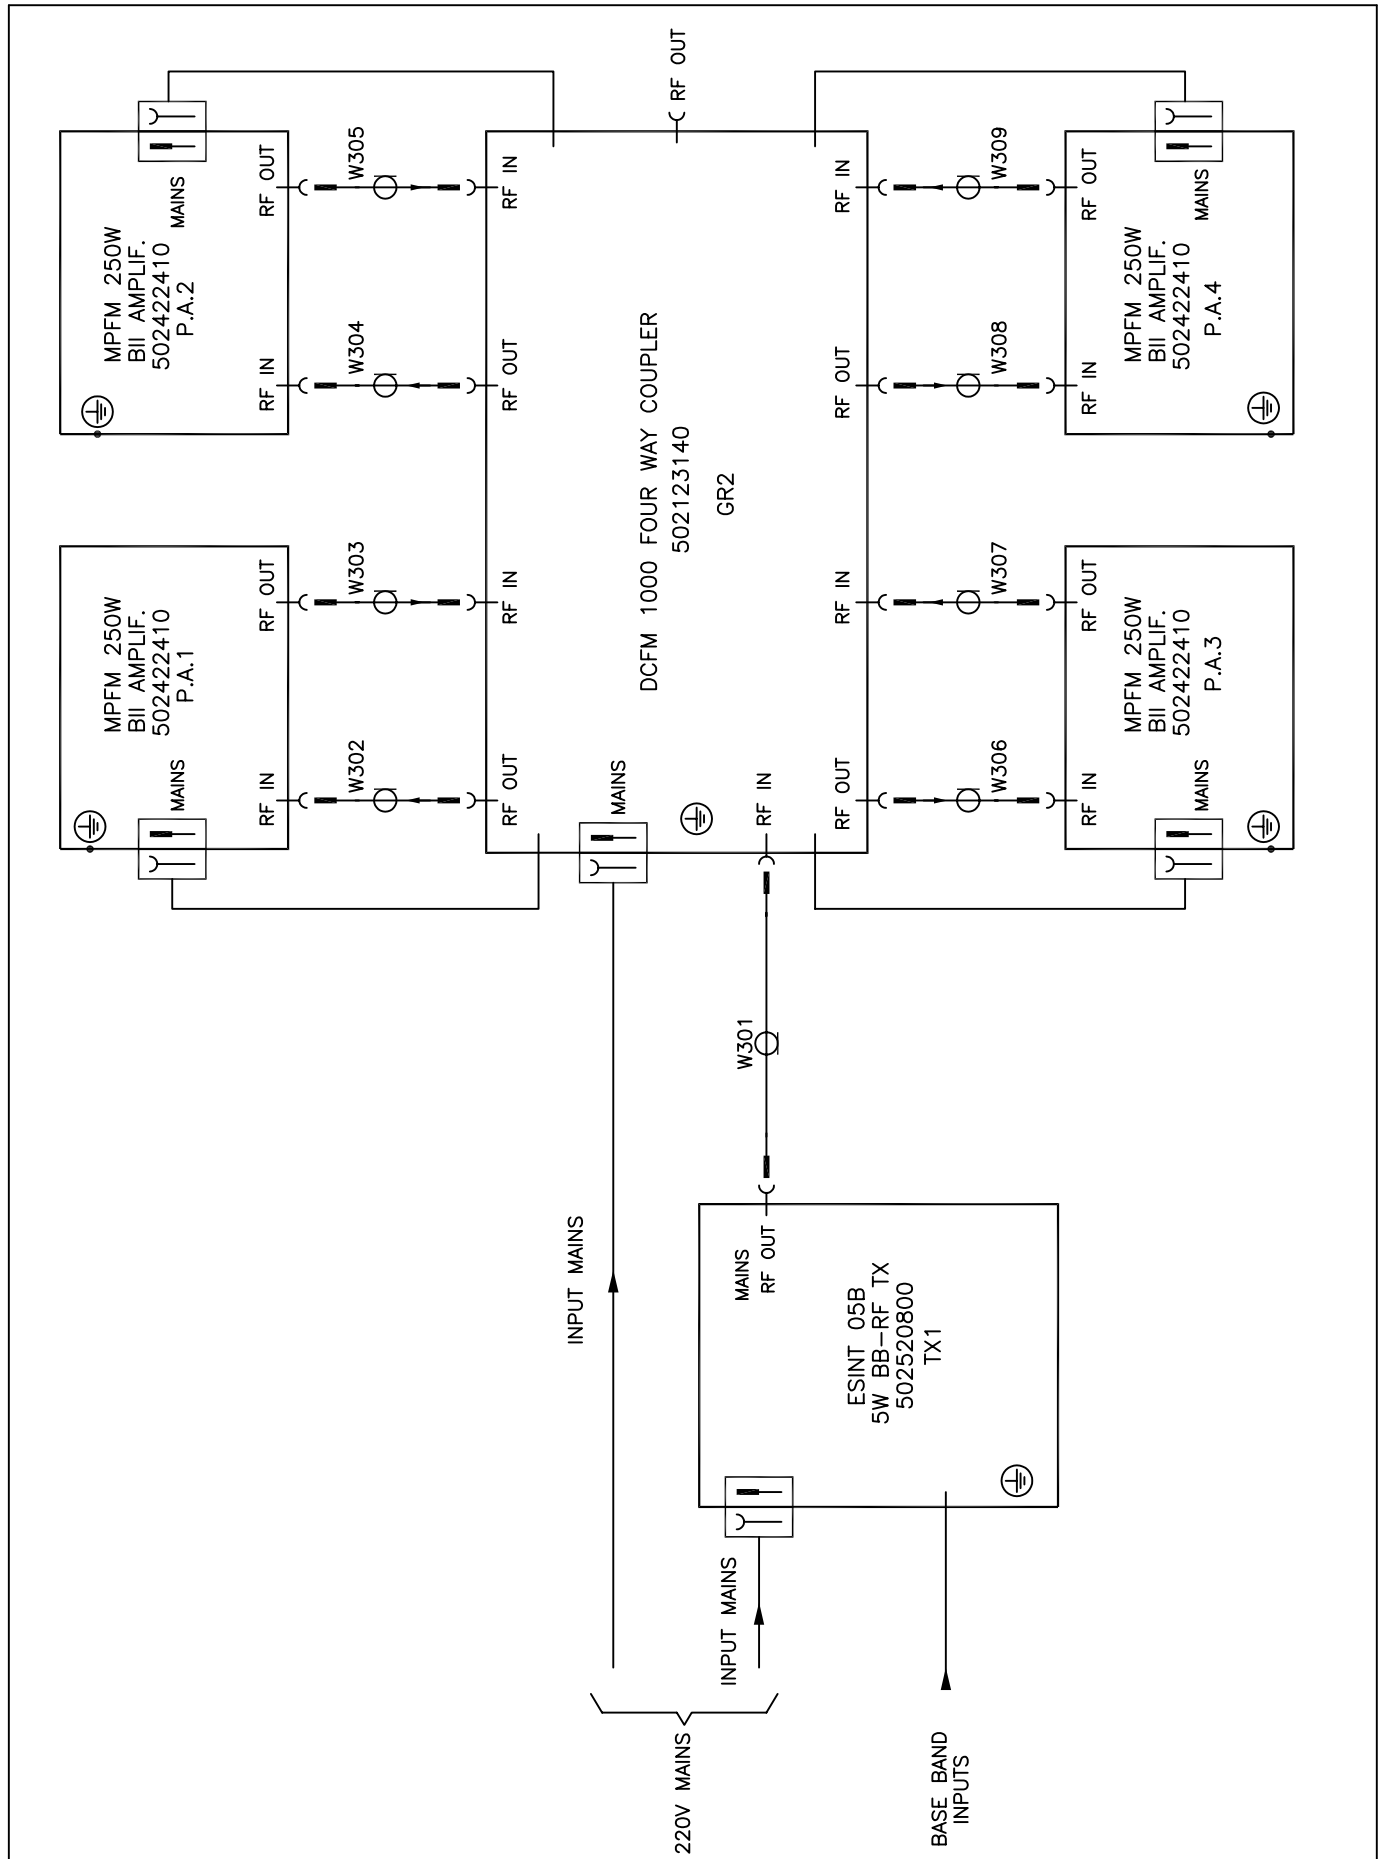 MPFM 250W
BII AMPLIF.
502422410
P.A.1
MAINS
RF IN
RF OUT
MPFM 250W
BII AMPLIF.
502422410
P.A.2
MAINS
RF IN
RF OUT
W302
W303
W304
W305
RF OUT
RF IN
RF OUT
RF IN
RF OUT
INPUT MAINS
MAINS
DCFM 1000 FOUR WAY COUPLER
502123140
GR2
220V MAINS
INPUT MAINS
MAINS
RF OUT
W301
RF IN
RF OUT
RF IN
RF OUT
RF IN
ESINT 05B
5W BB-RF TX
502520800
TX1
BASE BAND
INPUTS
W306
W307
W308
W309
RF IN
RF OUT
MPFM 250W
BII AMPLIF.
502422410
P.A.3
MAINS
RF IN
RF OUT
MPFM 250W
BII AMPLIF.
502422410
P.A.4
MAINS